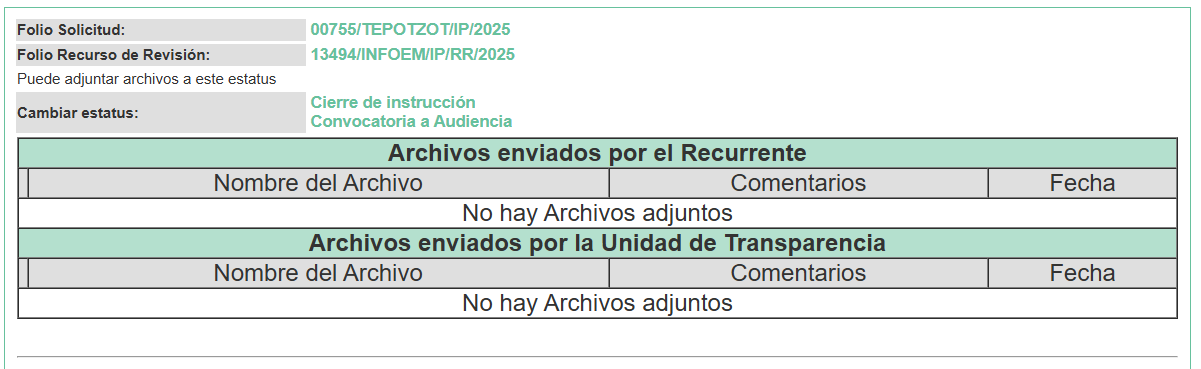 Folio Solicitud: 00755/TEPOTZOT/IP/2025
Folio Recurso de Revisión: 13494/INFOEM/IP/RR/2025
Puede adjuntar archivos a este estatus
Cambiar estatus: Cierre de instrucción
Convocatoria a Audiencia
Archivos enviados por el Recurrente
Nombre del Archivo Comentarios Fecha
No hay Archivos adjuntos
Archivos enviados por la Unidad de Transparencia
Nombre del Archivo Comentarios Fecha
No hay Archivos adjuntos